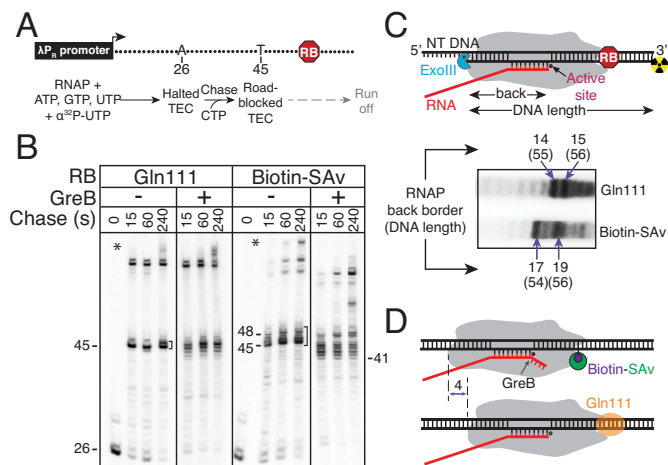 A
λPR promoter
A
26
T
45
RB
RNAP +
ATP, GTP, UTP
+ α32P-UTP
Halted
TEC
Chase
CTP
Road-
blocked
TEC
Run
off
B
RB Gln111 Biotin-SAv
GreB - + - +
Chase (s) 0 15 60 240 15 60 240 0 15 60 240 15 60 240
* *
45
26
48
45
41
C
5' NT DNA 3'
RB
ExoIII
Active
site
RNA
back
DNA length
RNAP
back border
(DNA length)
14 15
(55) (56)
Gln111
Biotin-SAv
17 19
(54) (56)
D
Biotin-SAv
GreB
4
Gln111